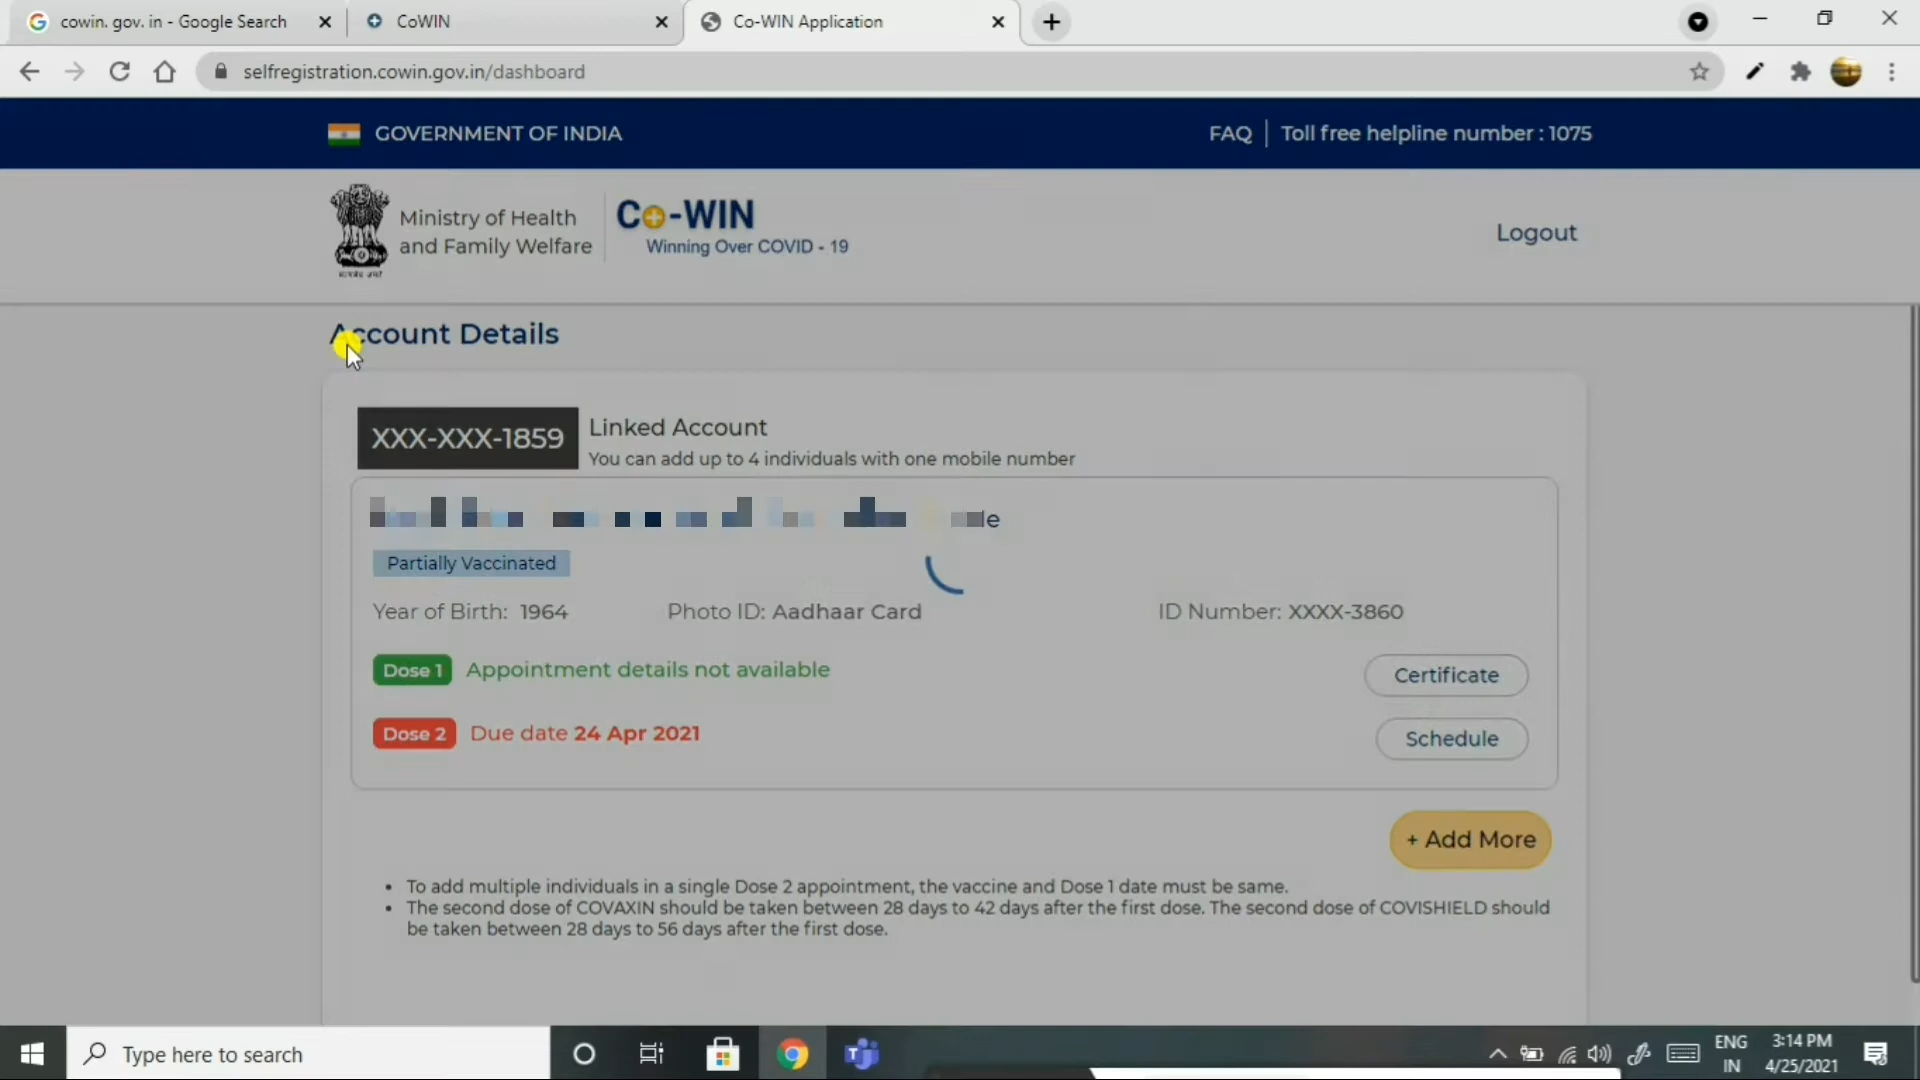 cowin. gov. in - Google Search
CoWIN
Co-WIN Application
selfregistration.cowin.gov.in/dashboard
GOVERNMENT OF INDIA
FAQ
Toll free helpline number : 1075
Ministry of Health
and Family Welfare
Co-WIN
Winning Over COVID - 19
Logout
Account Details
XXX-XXX-1859
Linked Account
You can add up to 4 individuals with one mobile number
Partially Vaccinated
Year of Birth: 1964
Photo ID: Aadhaar Card
ID Number: XXXX-3860
Dose 1 Appointment details not available
Certificate
Dose 2 Due date 24 Apr 2021
Schedule
+ Add More
• To add multiple individuals in a single Dose 2 appointment, the vaccine and Dose 1 date must be same.
• The second dose of COVAXIN should be taken between 28 days to 42 days after the first dose. The second dose of COVISHIELD should
be taken between 28 days to 56 days after the first dose.
Type here to search
ENG
IN
3:14 PM
4/25/2021